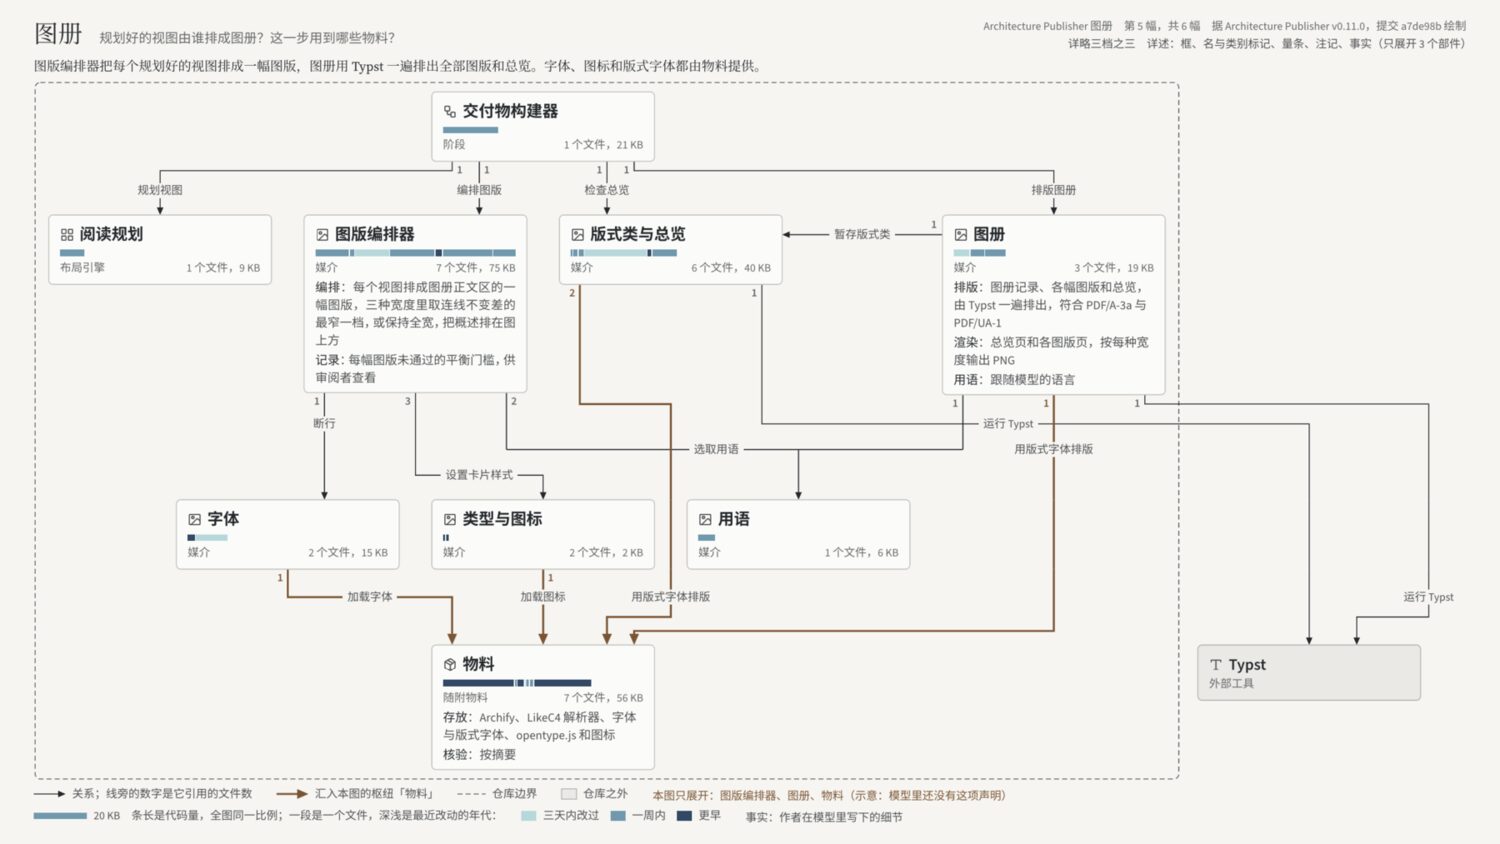 图册 规划好的视图由谁排成图册？这一步用到哪些物料？
Architecture Publisher 图册 第 5 幅，共 6 幅 据 Architecture Publisher v0.11.0，提交 a7de98b 绘制
详略三档之三 详述：框、名与类别标记、量条、注记、事实（只展开 3 个部件）
图版编排器把每个规划好的视图排成一幅图版，图册用 Typst 一遍排出全部图版和总览。字体、图标和版式字体都由物料提供。
交付物构建器
阶段 1 个文件，21 KB
1 1 1 1
规划视图 编排图版 检查总览 排版图册
阅读规划
布局引擎 1 个文件，9 KB
图版编排器
媒介 7 个文件，75 KB
编排：每个视图排成图册正文区的一
幅图版，三种宽度里取连线不变差的
最窄一档，或保持全宽，把概述排在图
上方
记录：每幅图版未通过的平衡门槛，供
审阅者查看
版式类与总览
媒介 6 个文件，40 KB
暂存版式类 1
图册
媒介 3 个文件，19 KB
排版：图册记录、各幅图版和总览，
由 Typst 一遍排出，符合 PDF/A-3a 与
PDF/UA-1
渲染：总览页和各图版页，按每种宽
度输出 PNG
用语：跟随模型的语言
2 1
1 3 2 1 1 1
断行 运行 Typst
选取用语 用版式字体排版
设置卡片样式
字体
媒介 2 个文件，15 KB
类型与图标
媒介 2 个文件，2 KB
用语
媒介 1 个文件，6 KB
1 1
加载字体 加载图标 用版式字体排版 运行 Typst
物料
随附物料 7 个文件，56 KB
存放：Archify、LikeC4 解析器、字体
与版式字体、opentype.js 和图标
核验：按摘要
Typst
外部工具
关系；线旁的数字是它引用的文件数 汇入本图的枢纽「物料」 仓库边界 仓库之外 本图只展开：图版编排器、图册、物料（示意：模型里还没有这项声明）
20 KB 条长是代码量，全图同一比例；一段是一个文件，深浅是最近改动的年代： 三天内改过 一周内 更早 事实：作者在模型里写下的细节